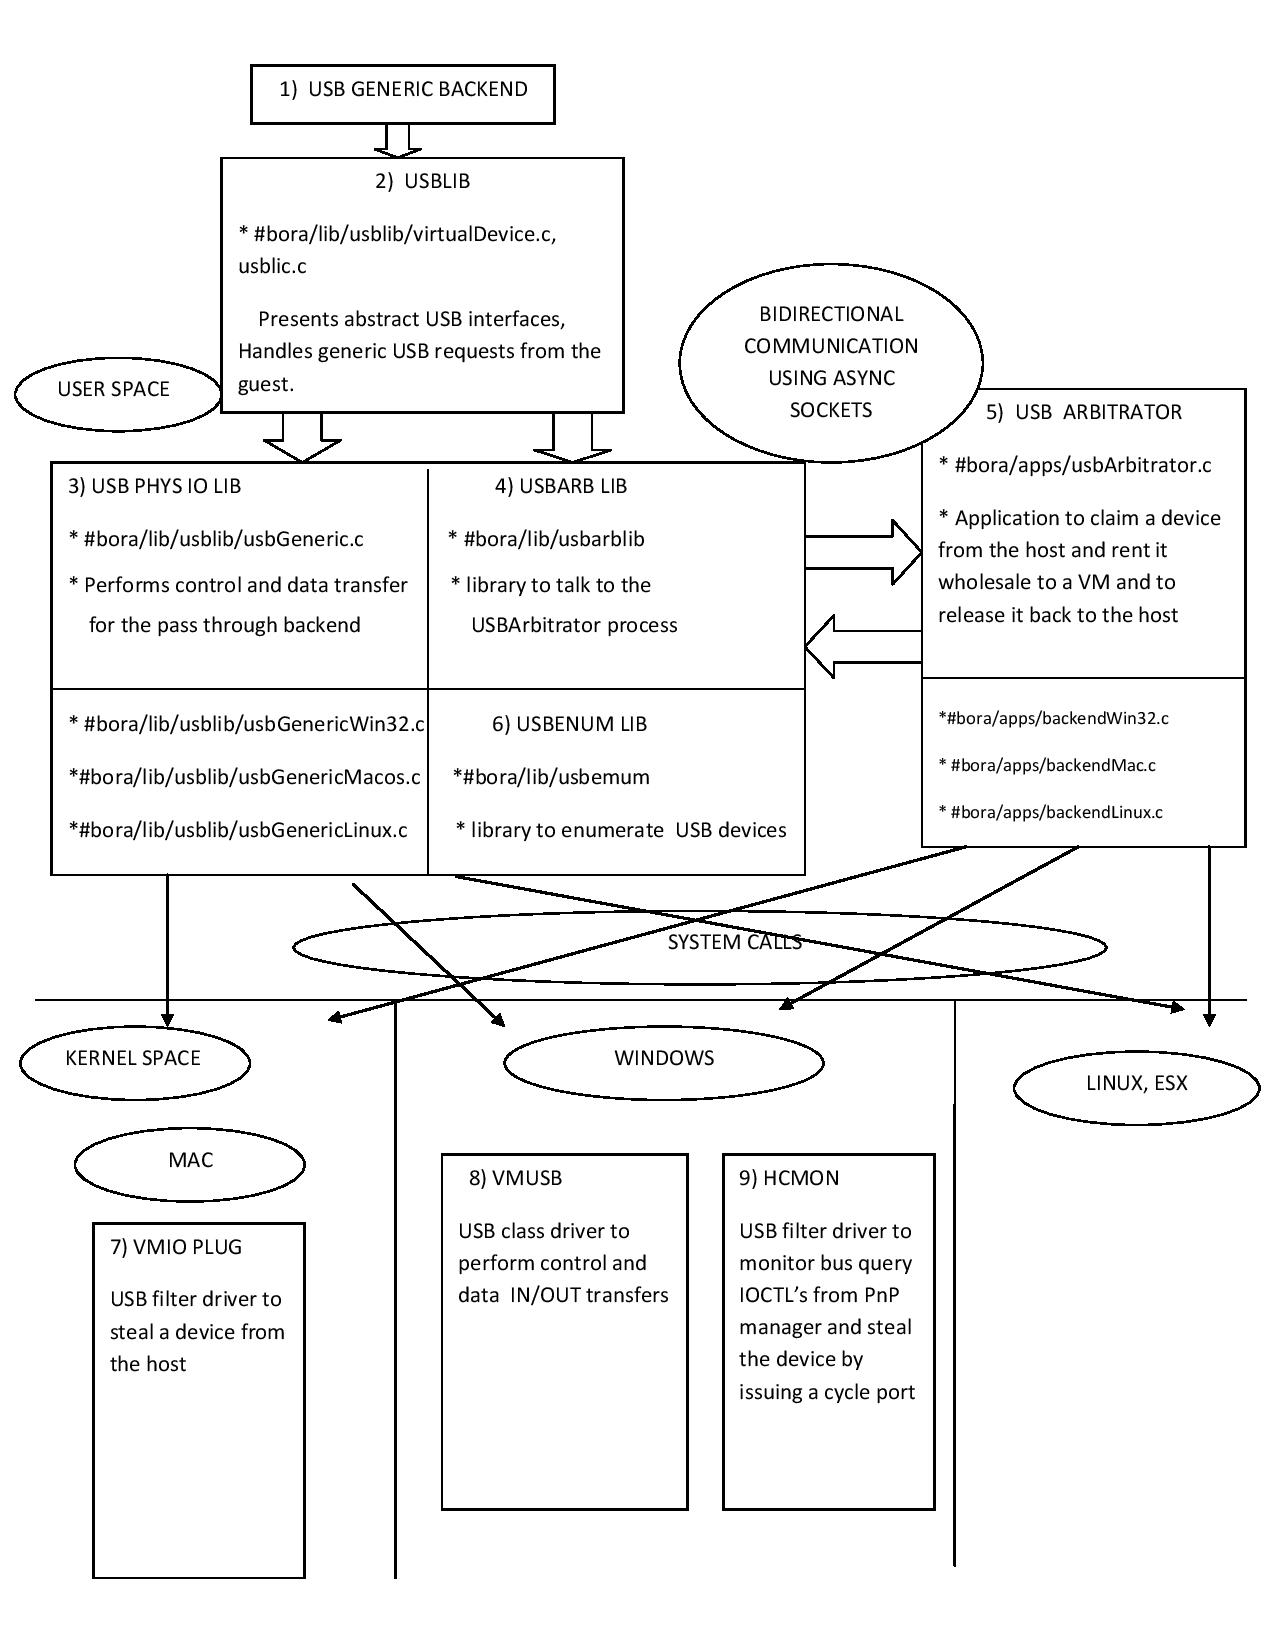 1) USB GENERIC BACKEND
2) USBLIB
* #bora/lib/usblib/virtualDevice.c,
usblic.c
Presents abstract USB interfaces,
Handles generic USB requests from the
guest.
USER SPACE
BIDIRECTIONAL
COMMUNICATION
USING ASYNC
SOCKETS
3) USB PHYS IO LIB
* #bora/lib/usblib/usbGeneric.c
* Performs control and data transfer
for the pass through backend
4) USBARB LIB
* #bora/lib/usbarblib
* library to talk to the
USBArbitrator process
5) USB ARBITRATOR
* #bora/apps/usbArbitrator.c
* Application to claim a device
from the host and rent it
wholesale to a VM and to
release it back to the host
* #bora/lib/usblib/usbGenericWin32.c
*#bora/lib/usblib/usbGenericMacos.c
*#bora/lib/usblib/usbGenericLinux.c
6) USBENUM LIB
*#bora/lib/usbemum
* library to enumerate USB devices
*#bora/apps/backendWin32.c
* #bora/apps/backendMac.c
* #bora/apps/backendLinux.c
SYSTEM CALLS
KERNEL SPACE
WINDOWS
LINUX, ESX
MAC
7) VMIO PLUG
USB filter driver to
steal a device from
the host
8) VMUSB
USB class driver to
perform control and
data IN/OUT transfers
9) HCMON
USB filter driver to
monitor bus query
IOCTL’s from PnP
manager and steal
the device by
issuing a cycle port